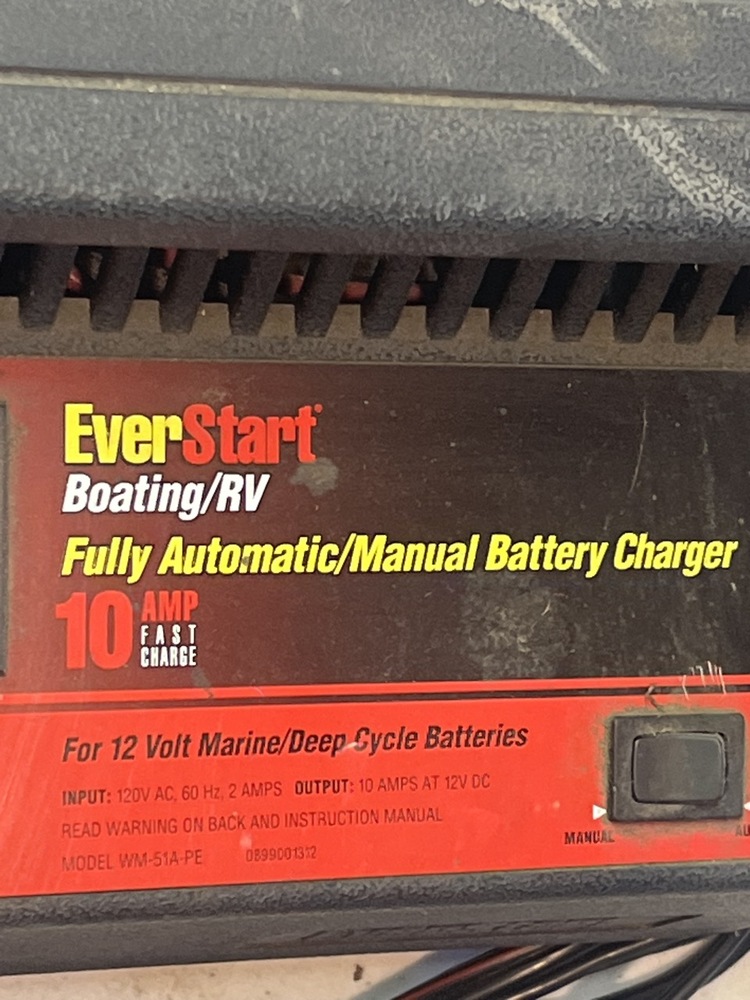 EverStart
Boating/RV
Fully Automatic/Manual Battery Charger
10 AMP
FAST
CHARGE
For 12 Volt Marine/Deep Cycle Batteries
INPUT: 120V AC, 60 Hz, 2 AMPS OUTPUT: 10 AMPS AT 12V DC
READ WARNING ON BACK AND INSTRUCTION MANUAL
MODEL WM-51A-PE
MANUAL